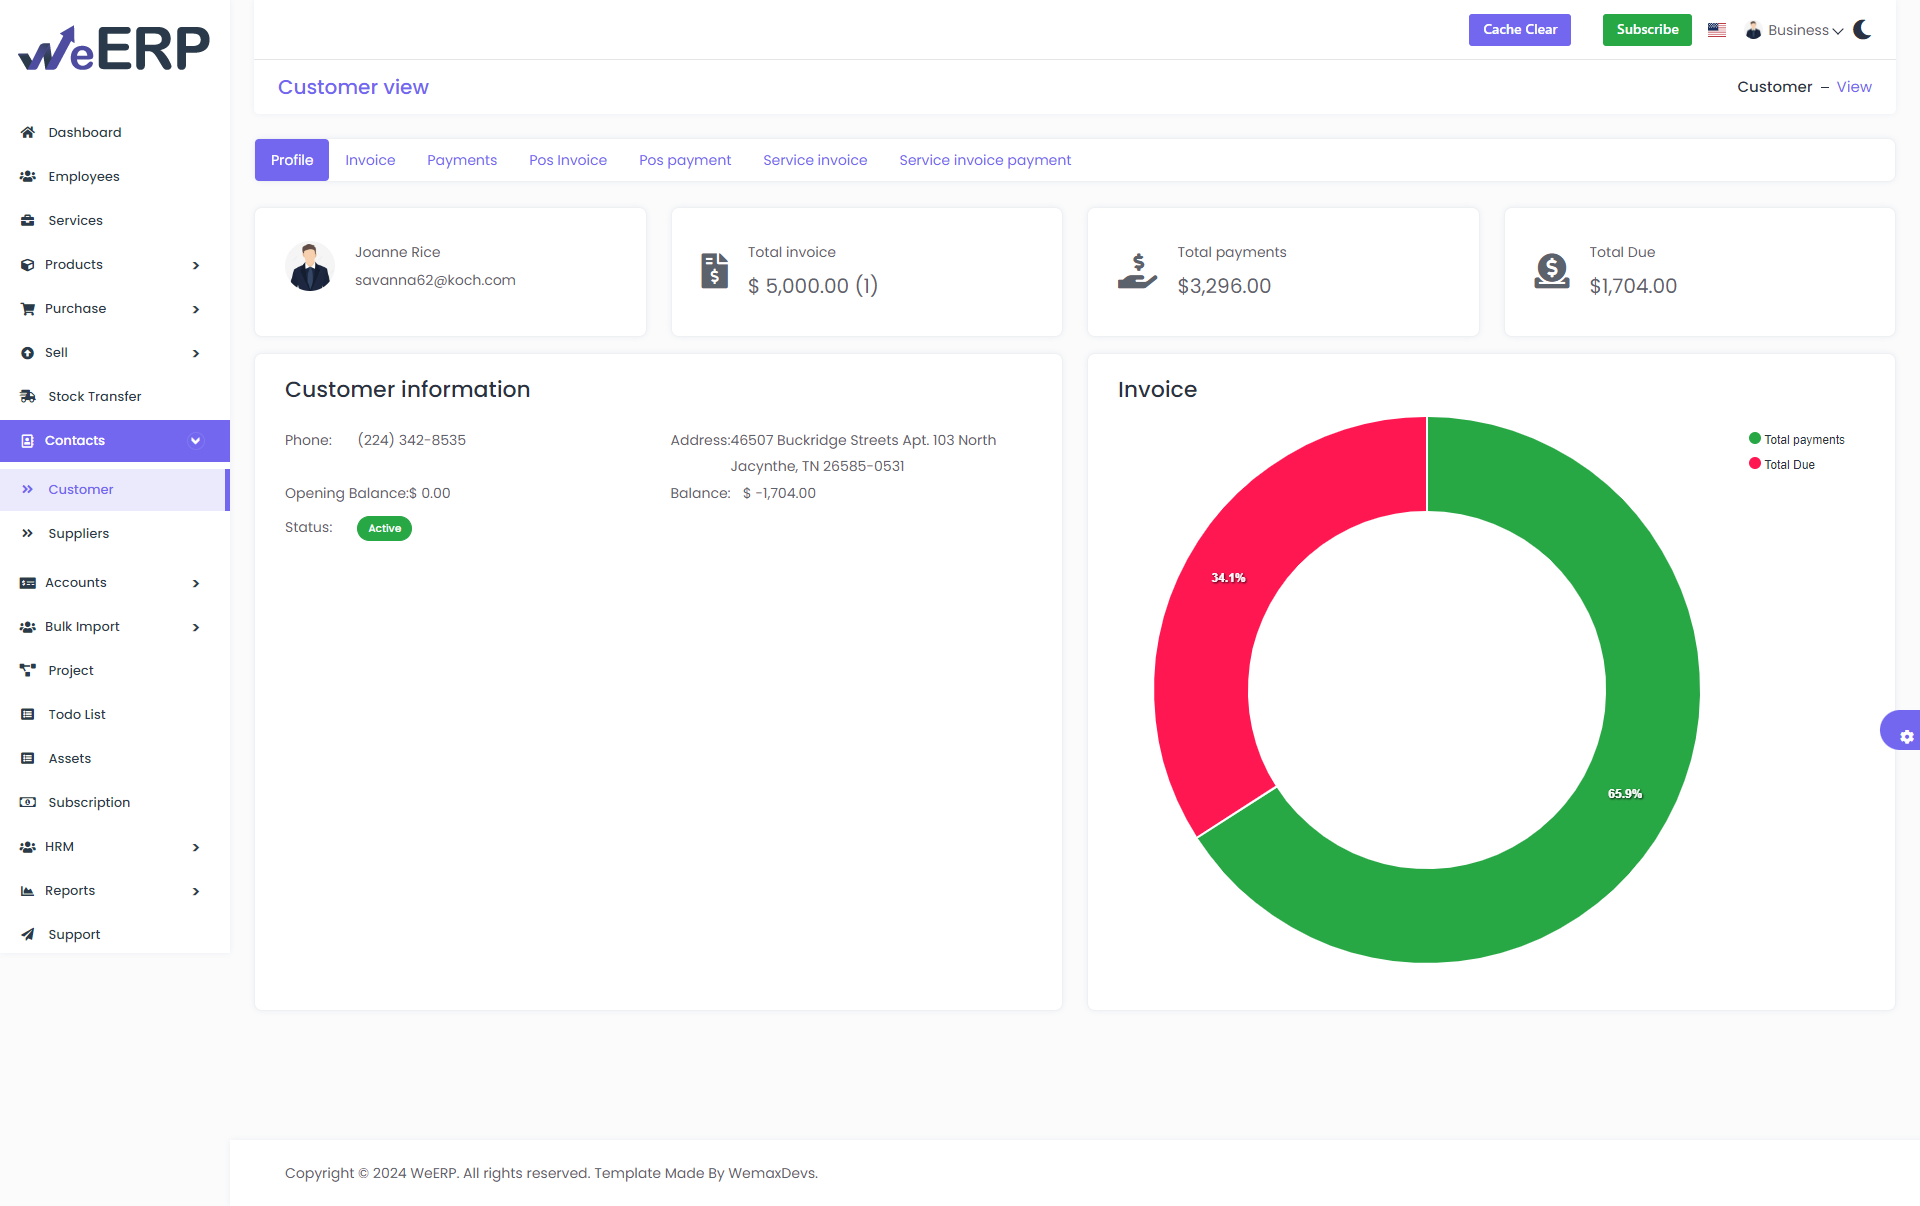 WeERP
Cache Clear
Subscribe
Business
Customer view
Customer – View
Dashboard
Employees
Services
Products
Purchase
Sell
Stock Transfer
Contacts
Customer
Suppliers
Accounts
Bulk Import
Project
Todo List
Assets
Subscription
HRM
Reports
Support
Profile
Invoice
Payments
Pos Invoice
Pos payment
Service invoice
Service invoice payment
Joanne Rice
savanna62@koch.com
Total invoice
$ 5,000.00 (1)
Total payments
$3,296.00
Total Due
$1,704.00
Customer information
Phone: (224) 342-8535
Address:46507 Buckridge Streets Apt. 103 North
Jacynthe, TN 26585-0531
Opening Balance:$ 0.00
Balance: $ -1,704.00
Status: Active
Invoice
Total payments
Total Due
34.1%
65.9%
Copyright © 2024 WeERP. All rights reserved. Template Made By WemaxDevs.